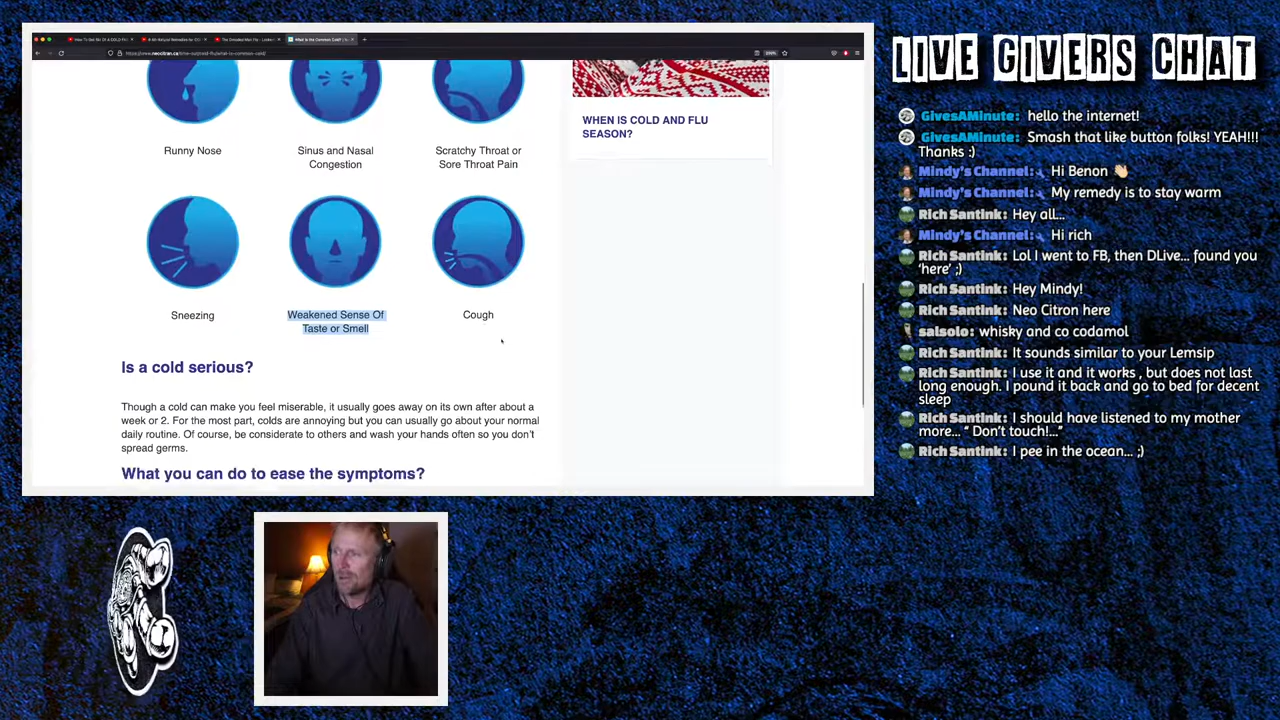 What is the Common Cold? | N
Runny Nose
Sinus and Nasal
Congestion
Scratchy Throat or
Sore Throat Pain
Sneezing
Weakened Sense Of
Taste or Smell
Cough
Is a cold serious?
Though a cold can make you feel miserable, it usually goes away on its own after about a
week or 2. For the most part, colds are annoying but you can usually go about your normal
daily routine. Of course, be considerate to others and wash your hands often so you don't
spread germs.
What you can do to ease the symptoms?
WHEN IS COLD AND FLU
SEASON?
LIVE GIVERS CHAT
GivesAMinute: hello the internet!
GivesAMinute: Smash that like button folks! YEAH!!!
Thanks :)
Mindy's Channel: Hi Benon 👋🏻
Mindy's Channel: My remedy is to stay warm
Rich Santink: Hey all...
Mindy's Channel: Hi rich
Rich Santink: Lol I went to FB, then DLive... found you
'here' ;)
Rich Santink: Hey Mindy!
Rich Santink: Neo Citron here
salsolo: whisky and co codamol
Rich Santink: It sounds similar to your Lemsip
Rich Santink: I use it and it works , but does not last
long enough. I pound it back and go to bed for decent
sleep
Rich Santink: I should have listened to my mother
more... “ Don't touch!...”
Rich Santink: I pee in the ocean... ;)